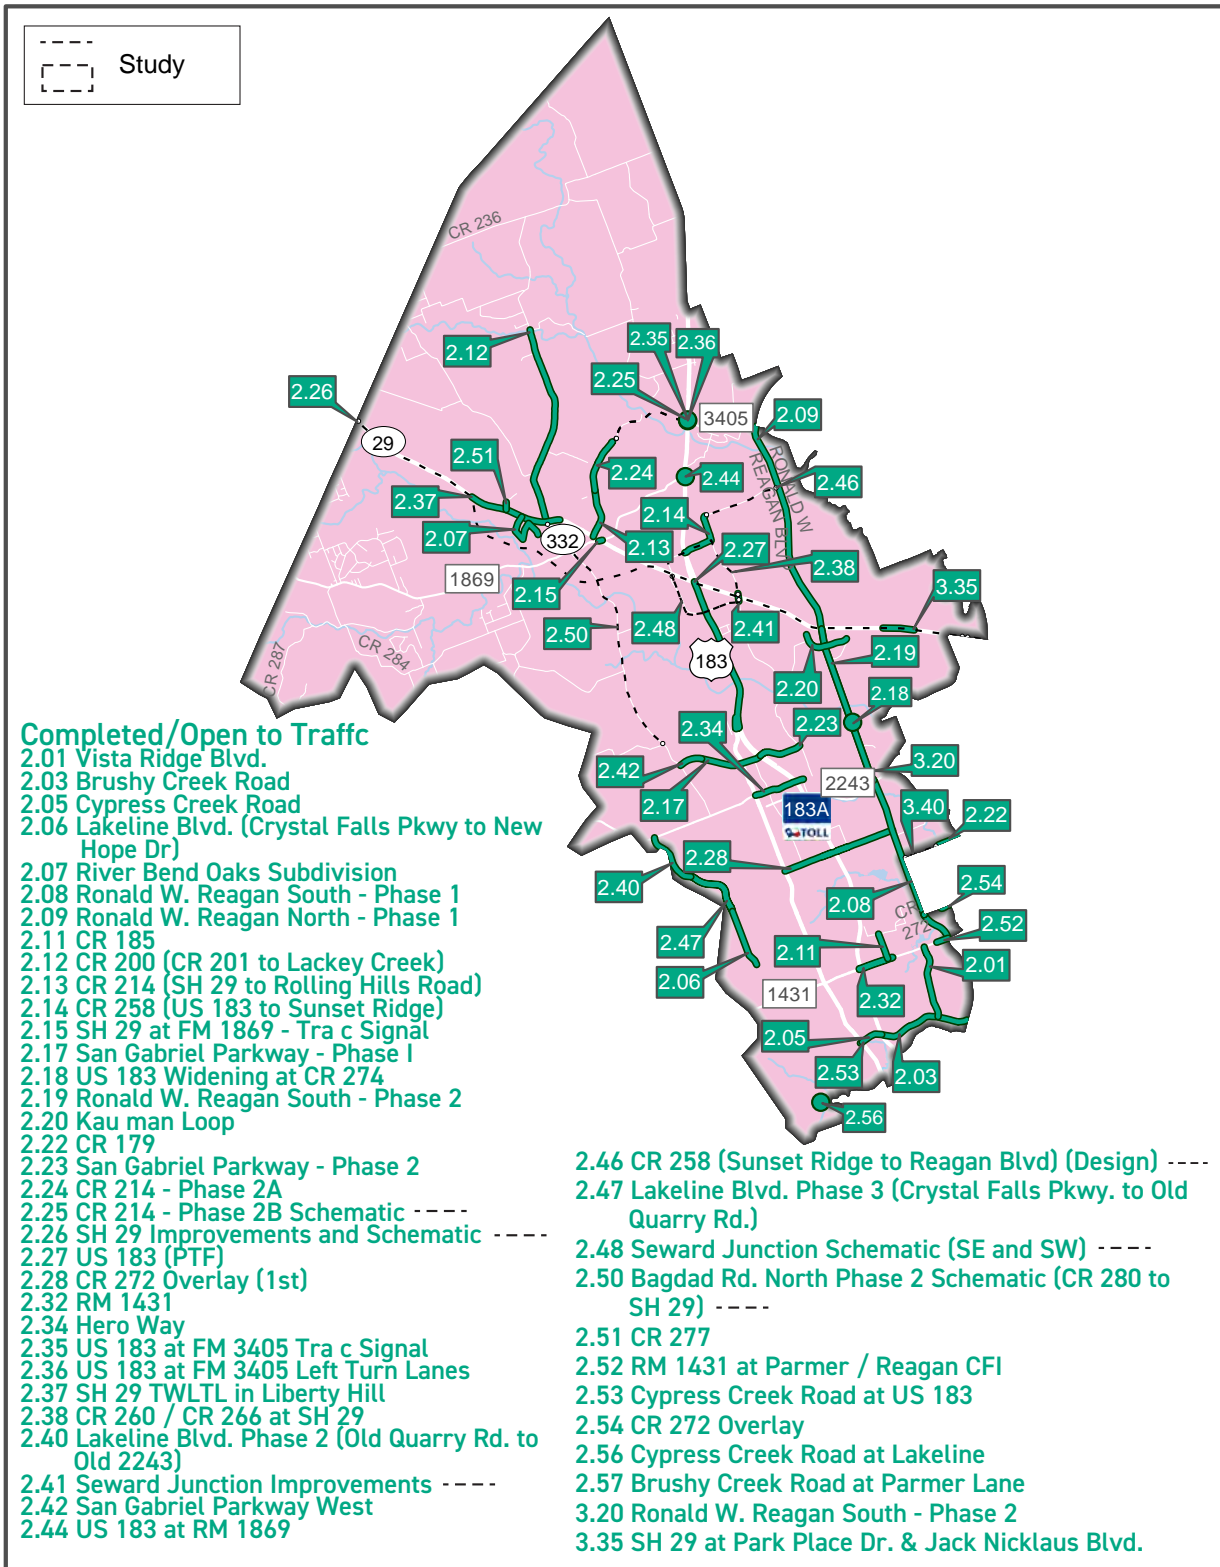 Study
CR 236
2.12
2.35
2.36
2.25
2.26
3405
2.09
29
2.51
2.24
2.44
RONALD W
REAGAN BLV
2.46
2.37
2.14
2.07
332
2.13
2.27
2.38
1869
2.15
2.50
2.48
2.41
3.35
CR 287
CR 284
183
2.20
2.19
2.18
2.34
2.23
2.42
2.17
2243
3.20
183A
TOLL
3.40
2.22
2.28
2.40
2.08
2.54
CR
272
2.47
2.52
2.11
2.06
2.01
1431
2.32
2.05
2.53
2.03
2.56
Completed/Open to Traffc
2.01 Vista Ridge Blvd.
2.03 Brushy Creek Road
2.05 Cypress Creek Road
2.06 Lakeline Blvd. (Crystal Falls Pkwy to New
Hope Dr)
2.07 River Bend Oaks Subdivision
2.08 Ronald W. Reagan South - Phase 1
2.09 Ronald W. Reagan North - Phase 1
2.11 CR 185
2.12 CR 200 (CR 201 to Lackey Creek)
2.13 CR 214 (SH 29 to Rolling Hills Road)
2.14 CR 258 (US 183 to Sunset Ridge)
2.15 SH 29 at FM 1869 - Tra c Signal
2.17 San Gabriel Parkway - Phase I
2.18 US 183 Widening at CR 274
2.19 Ronald W. Reagan South - Phase 2
2.20 Kau man Loop
2.22 CR 179
2.23 San Gabriel Parkway - Phase 2
2.24 CR 214 - Phase 2A
2.25 CR 214 - Phase 2B Schematic ----
2.26 SH 29 Improvements and Schematic ----
2.27 US 183 (PTF)
2.28 CR 272 Overlay (1st)
2.32 RM 1431
2.34 Hero Way
2.35 US 183 at FM 3405 Tra c Signal
2.36 US 183 at FM 3405 Left Turn Lanes
2.37 SH 29 TWLTL in Liberty Hill
2.38 CR 260 / CR 266 at SH 29
2.40 Lakeline Blvd. Phase 2 (Old Quarry Rd. to
Old 2243)
2.41 Seward Junction Improvements ----
2.42 San Gabriel Parkway West
2.44 US 183 at RM 1869
2.46 CR 258 (Sunset Ridge to Reagan Blvd) (Design) ----
2.47 Lakeline Blvd. Phase 3 (Crystal Falls Pkwy. to Old
Quarry Rd.)
2.48 Seward Junction Schematic (SE and SW) ----
2.50 Bagdad Rd. North Phase 2 Schematic (CR 280 to
SH 29) ----
2.51 CR 277
2.52 RM 1431 at Parmer / Reagan CFI
2.53 Cypress Creek Road at US 183
2.54 CR 272 Overlay
2.56 Cypress Creek Road at Lakeline
2.57 Brushy Creek Road at Parmer Lane
3.20 Ronald W. Reagan South - Phase 2
3.35 SH 29 at Park Place Dr. & Jack Nicklaus Blvd.